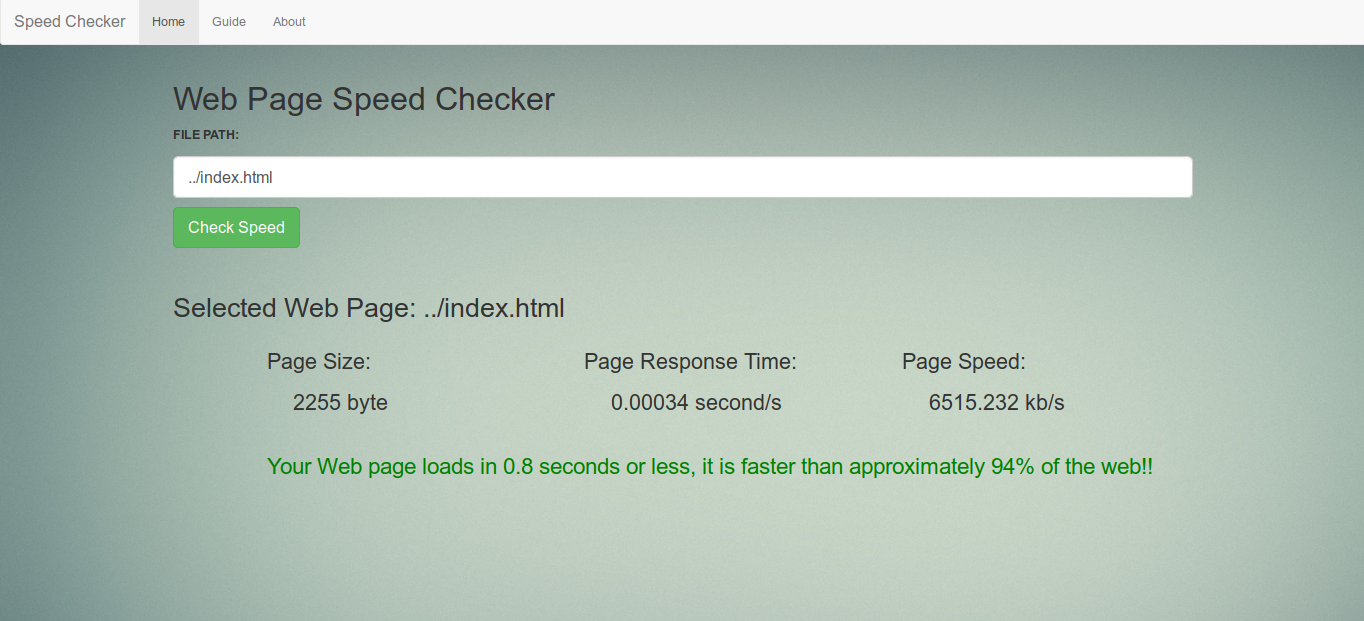 Speed Checker Home Guide About
Web Page Speed Checker
FILE PATH:
../index.html
Check Speed
Selected Web Page: ../index.html
Page Size: Page Response Time: Page Speed:
2255 byte 0.00034 second/s 6515.232 kb/s
Your Web page loads in 0.8 seconds or less, it is faster than approximately 94% of the web!!